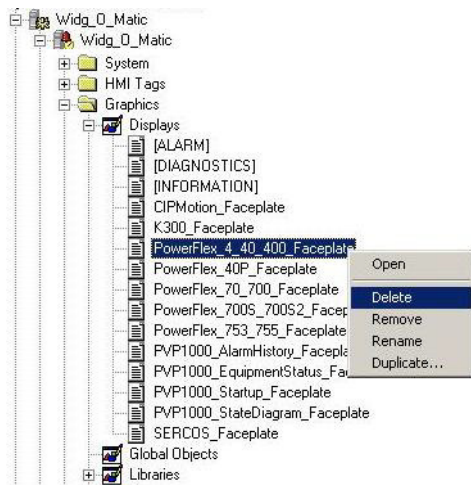 Widg_O_Matic
Widg_O_Matic
System
HMI Tags
Graphics
Displays
[ALARM]
[DIAGNOSTICS]
[INFORMATION]
CIPMotion_Faceplate
K300_Faceplate
PowerFlex_4_40_400_Faceplate
PowerFlex_40P_Faceplate
PowerFlex_70_700_Faceplate
PowerFlex_700S_700S2_Facep
PowerFlex_753_755_Faceplate
PVP1000_AlarmHistory_Facepla
PVP1000_EquipmentStatus_Fac
PVP1000_Startup_Faceplate
PVP1000_StateDiagram_Faceplate
SERCOS_Faceplate
Global Objects
Libraries
Open
Delete
Remove
Rename
Duplicate...